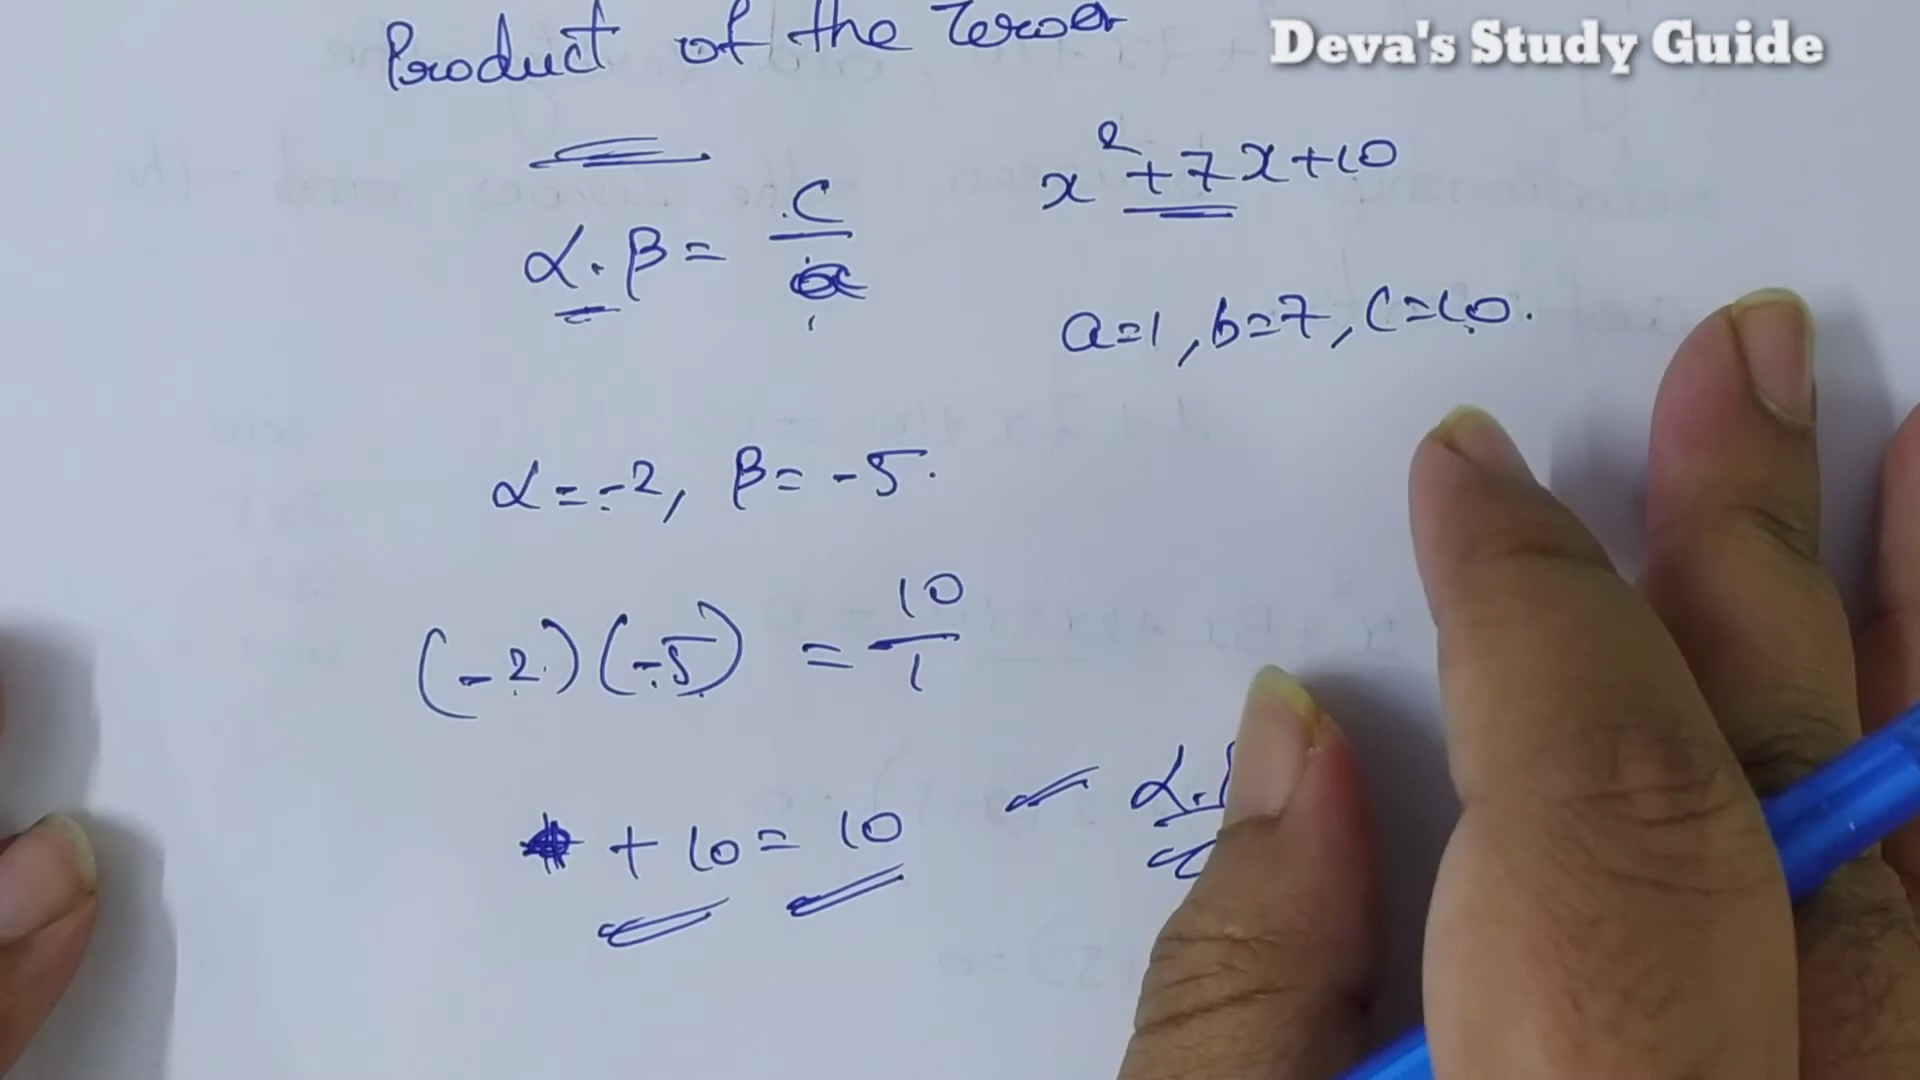 Product of the Zeroes
Deva's Study Guide
x² + 7x + 10
α . β = c/a
a=1, b=7, c=10.
α = -2, β = -5.
(-2)(-5) = 10/1
+ 10 = 10
α.